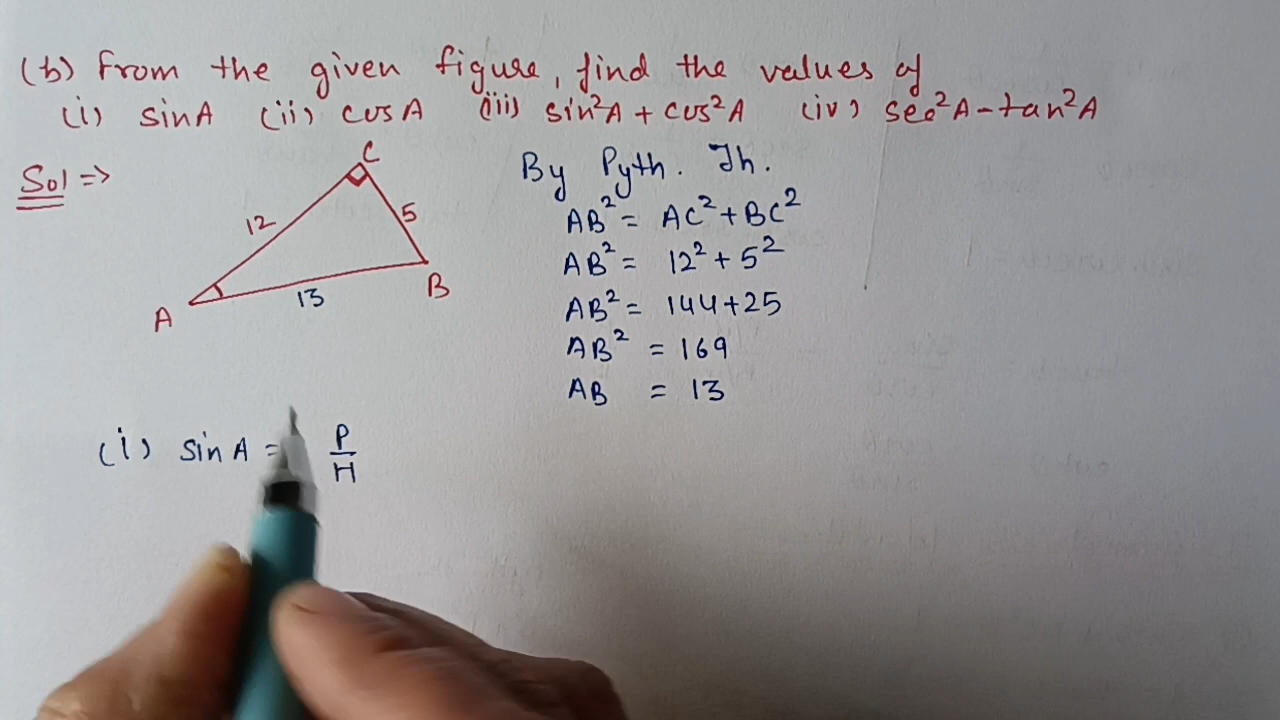 (b) From the given figure, find the values of
(i) sinA (ii) cosA (iii) sin²A + cos²A (iv) sec²A - tan²A
Sol =>
C
12
5
13
B
A
By Pyth. Th.
AB² = AC² + BC²
AB² = 12² + 5²
AB² = 144 + 25
AB² = 169
AB = 13
(i) sin A = P/H